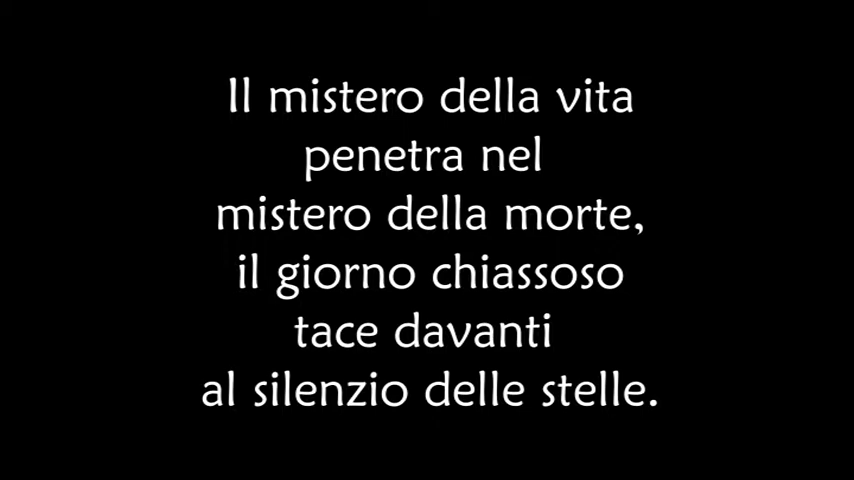 Il mistero della vita
penetra nel
mistero della morte,
il giorno chiassoso
tace davanti
al silenzio delle stelle.